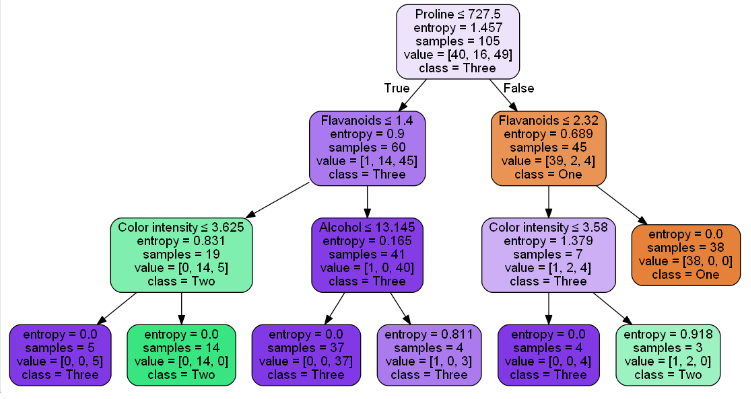 Proline ≤ 727.5
entropy = 1.457
samples = 105
value = [40, 16, 49]
class = Three
True
False
Flavanoids ≤ 1.4
entropy = 0.9
samples = 60
value = [1, 14, 45]
class = Three
Flavanoids ≤ 2.32
entropy = 0.689
samples = 45
value = [39, 2, 4]
class = One
Color intensity ≤ 3.625
entropy = 0.831
samples = 19
value = [0, 14, 5]
class = Two
Alcohol ≤ 13.145
entropy = 0.165
samples = 41
value = [1, 0, 40]
class = Three
Color intensity ≤ 3.58
entropy = 1.379
samples = 7
value = [1, 2, 4]
class = Three
entropy = 0.0
samples = 38
value = [38, 0, 0]
class = One
entropy = 0.0
samples = 5
value = [0, 0, 5]
class = Three
entropy = 0.0
samples = 14
value = [0, 14, 0]
class = Two
entropy = 0.0
samples = 37
value = [0, 0, 37]
class = Three
entropy = 0.811
samples = 4
value = [1, 0, 3]
class = Three
entropy = 0.0
samples = 4
value = [0, 0, 4]
class = Three
entropy = 0.918
samples = 3
value = [1, 2, 0]
class = Two